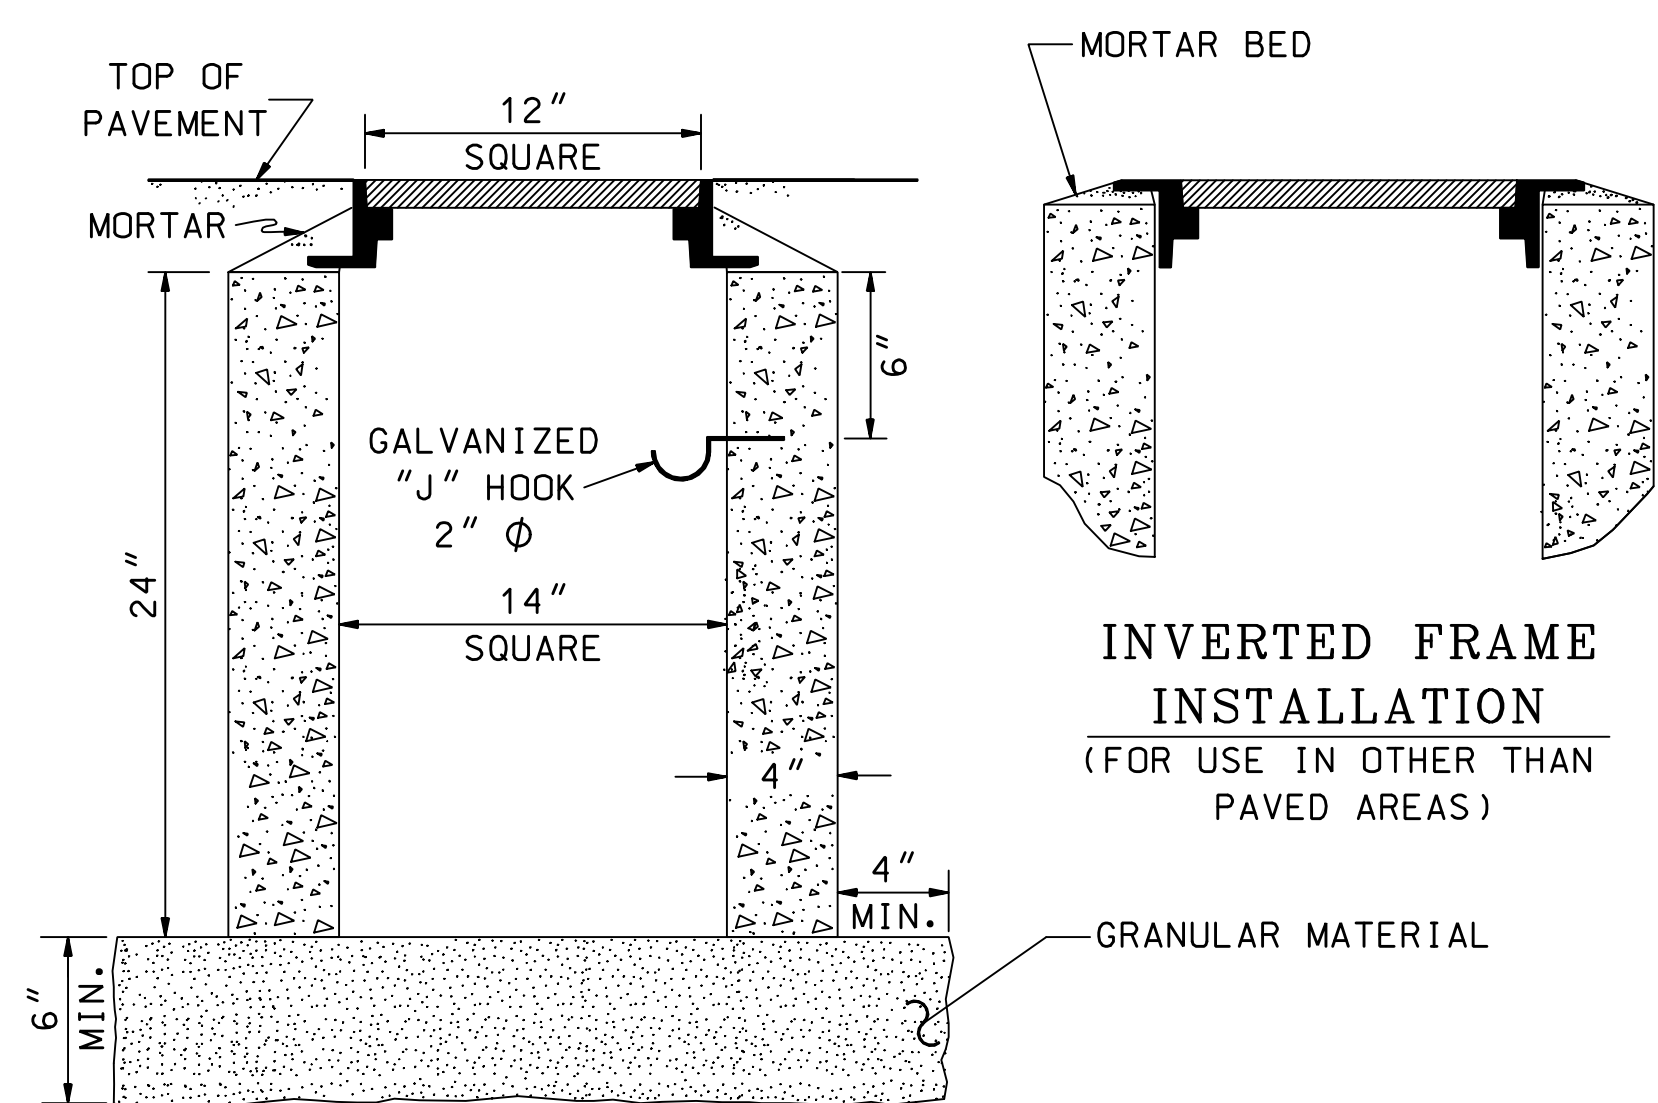 TOP OF
PAVEMENT
12"
SQUARE
MORTAR
MORTAR BED
6"
GALVANIZED
"J" HOOK
2" Φ
24"
14"
SQUARE
4"
4"
MIN.
6"
MIN.
INVERTED FRAME
INSTALLATION
(FOR USE IN OTHER THAN
PAVED AREAS)
GRANULAR MATERIAL